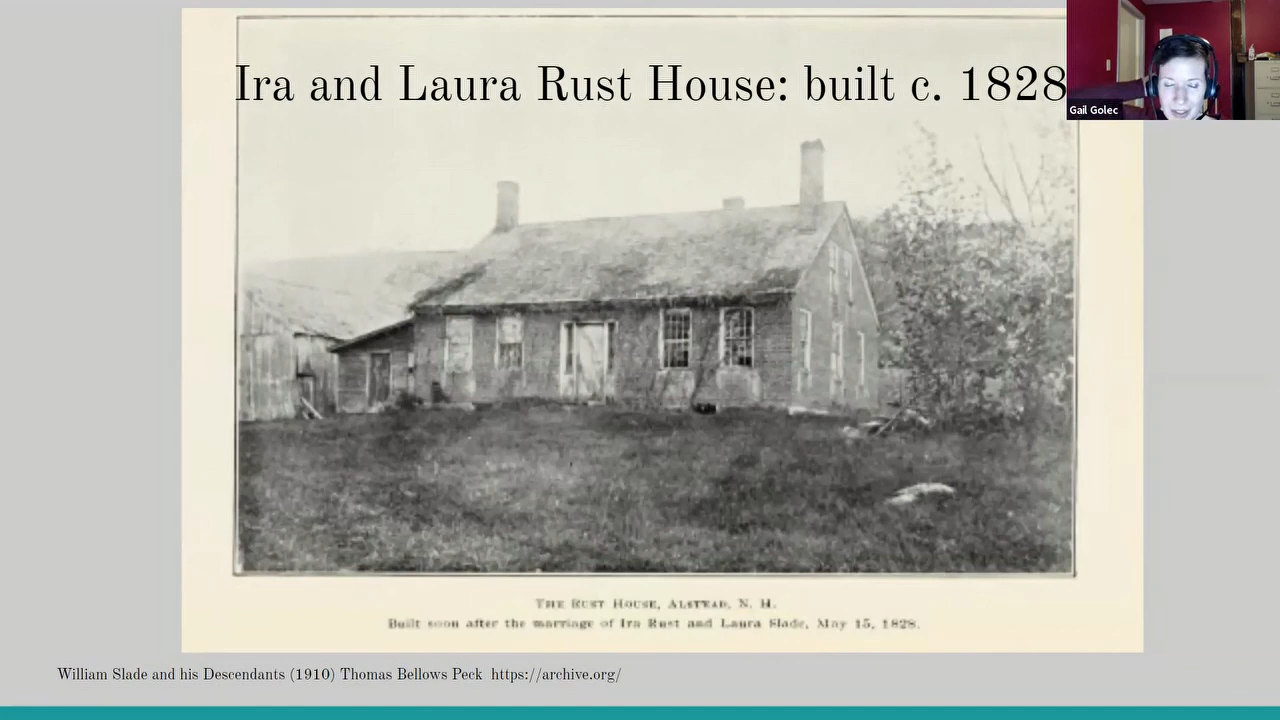 Ira and Laura Rust House: built c. 1828
Gail Golec
The Rust House, Alstead, N. H.
Built soon after the marriage of Ira Rust and Laura Slade, May 15, 1828.
William Slade and his Descendants (1910) Thomas Bellows Peck https://archive.org/